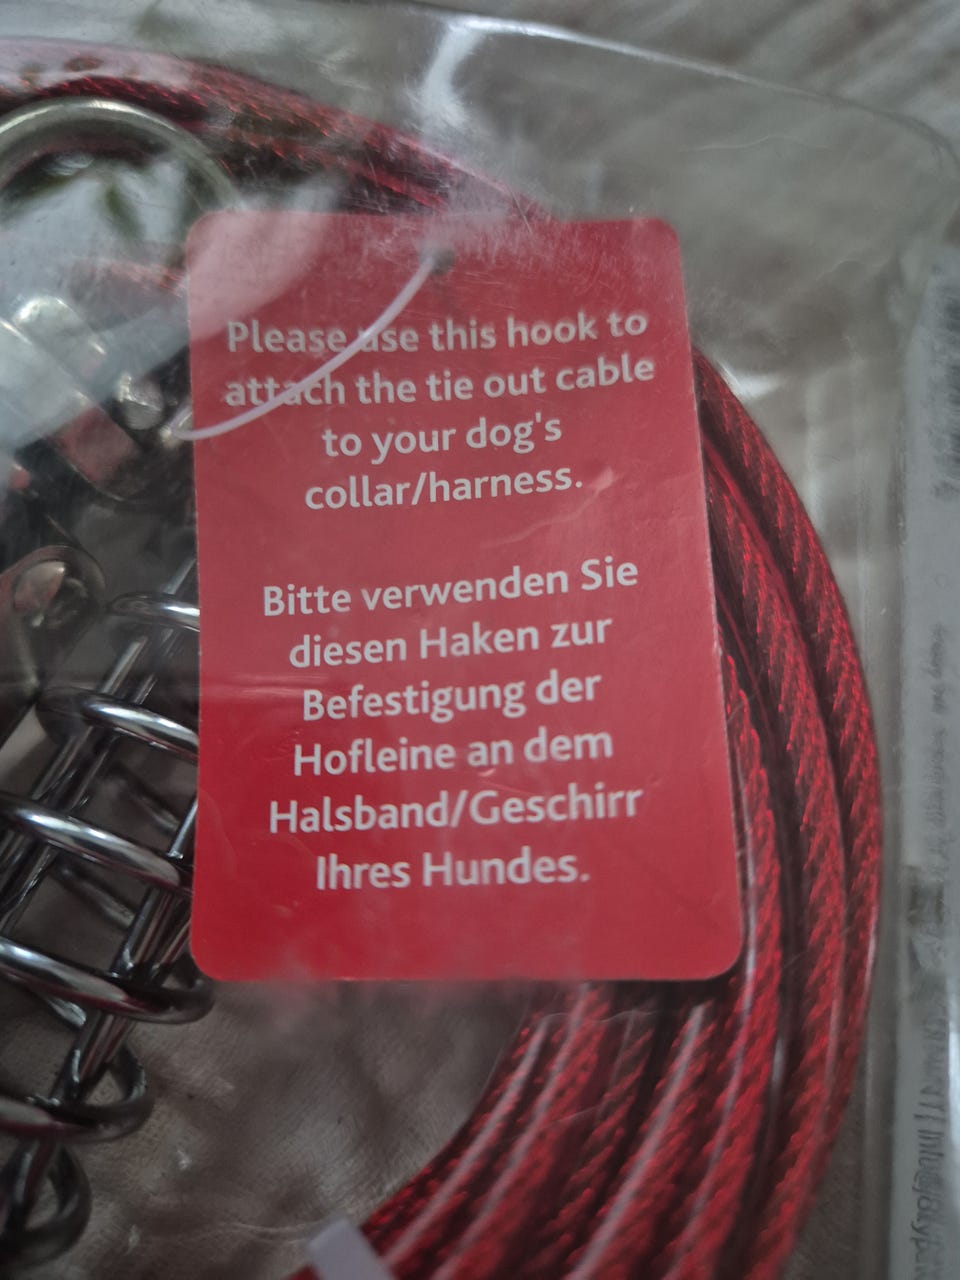 Please use this hook to
attach the tie out cable
to your dog's
collar/harness.
Bitte verwenden Sie
diesen Haken zur
Befestigung der
Hofleine an dem
Halsband/Geschirr
Ihres Hundes.